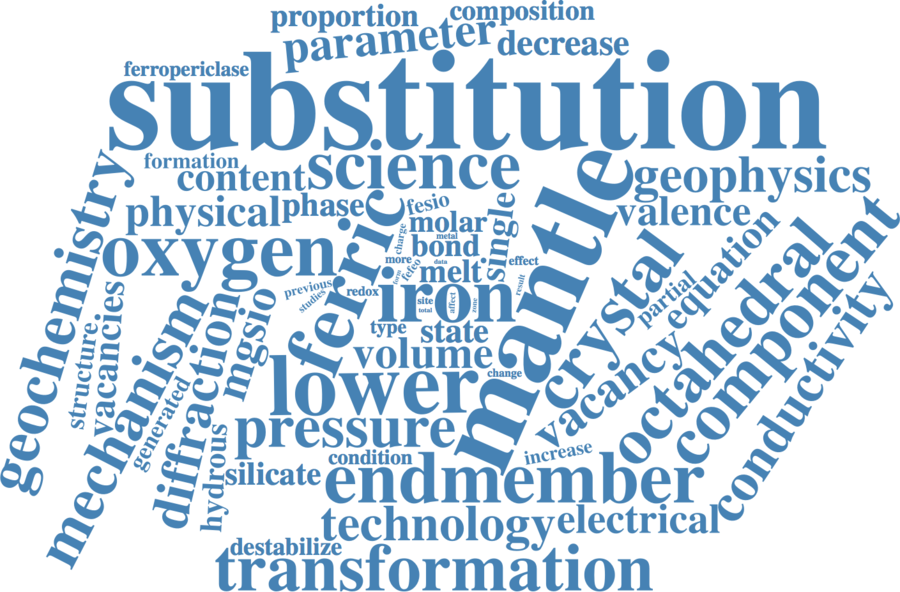 proportion
composition
parameter
decrease
ferropericlase
substitution
formation
science
content
geophysics
physical
phase
fesio
molar
single
valence
geochemistry
oxygen
ferric
charge
metal
bond
mantle
more
data
effect
melt
form
fefeo
previous
studies
redox
iron
site
total
affect
zone
result
crystal
partial
equation
octahedral
component
structure
vacancies
mechanism
diffraction
mgsio
type
state
volume
change
vacancy
conductivity
generated
hydrous
lower
pressure
silicate
condition
increase
endmember
technology
electrical
destabilize
transformation